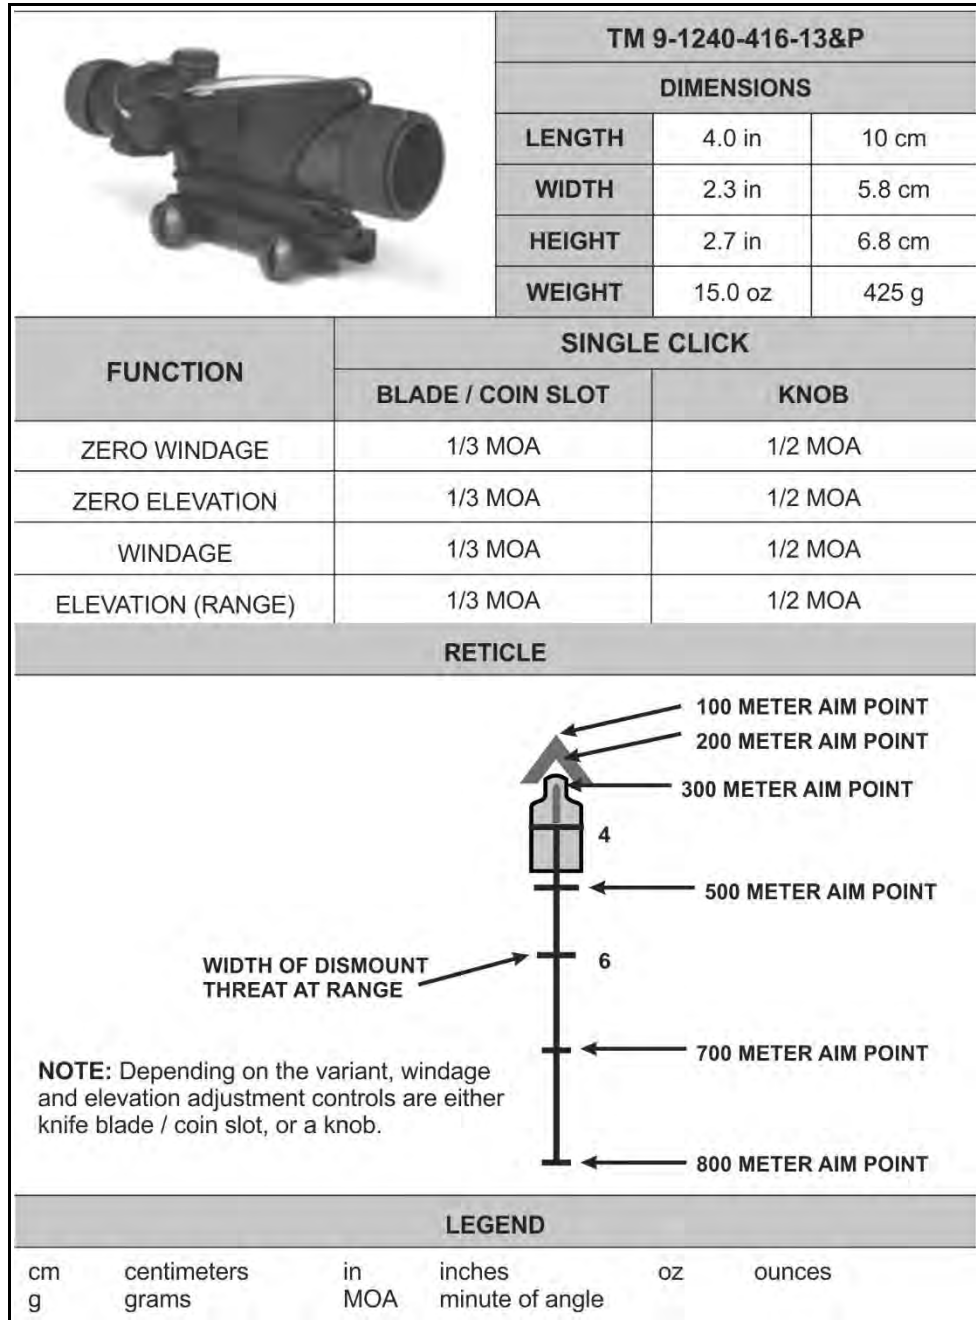 TM 9-1240-416-13&P
DIMENSIONS
LENGTH 4.0 in 10 cm
WIDTH 2.3 in 5.8 cm
HEIGHT 2.7 in 6.8 cm
WEIGHT 15.0 oz 425 g
FUNCTION
SINGLE CLICK
BLADE / COIN SLOT KNOB
ZERO WINDAGE 1/3 MOA 1/2 MOA
ZERO ELEVATION 1/3 MOA 1/2 MOA
WINDAGE 1/3 MOA 1/2 MOA
ELEVATION (RANGE) 1/3 MOA 1/2 MOA
RETICLE
100 METER AIM POINT
200 METER AIM POINT
300 METER AIM POINT
4
500 METER AIM POINT
6
WIDTH OF DISMOUNT
THREAT AT RANGE
700 METER AIM POINT
NOTE: Depending on the variant, windage
and elevation adjustment controls are either
knife blade / coin slot, or a knob.
800 METER AIM POINT
LEGEND
cm centimeters in inches oz ounces
g grams MOA minute of angle